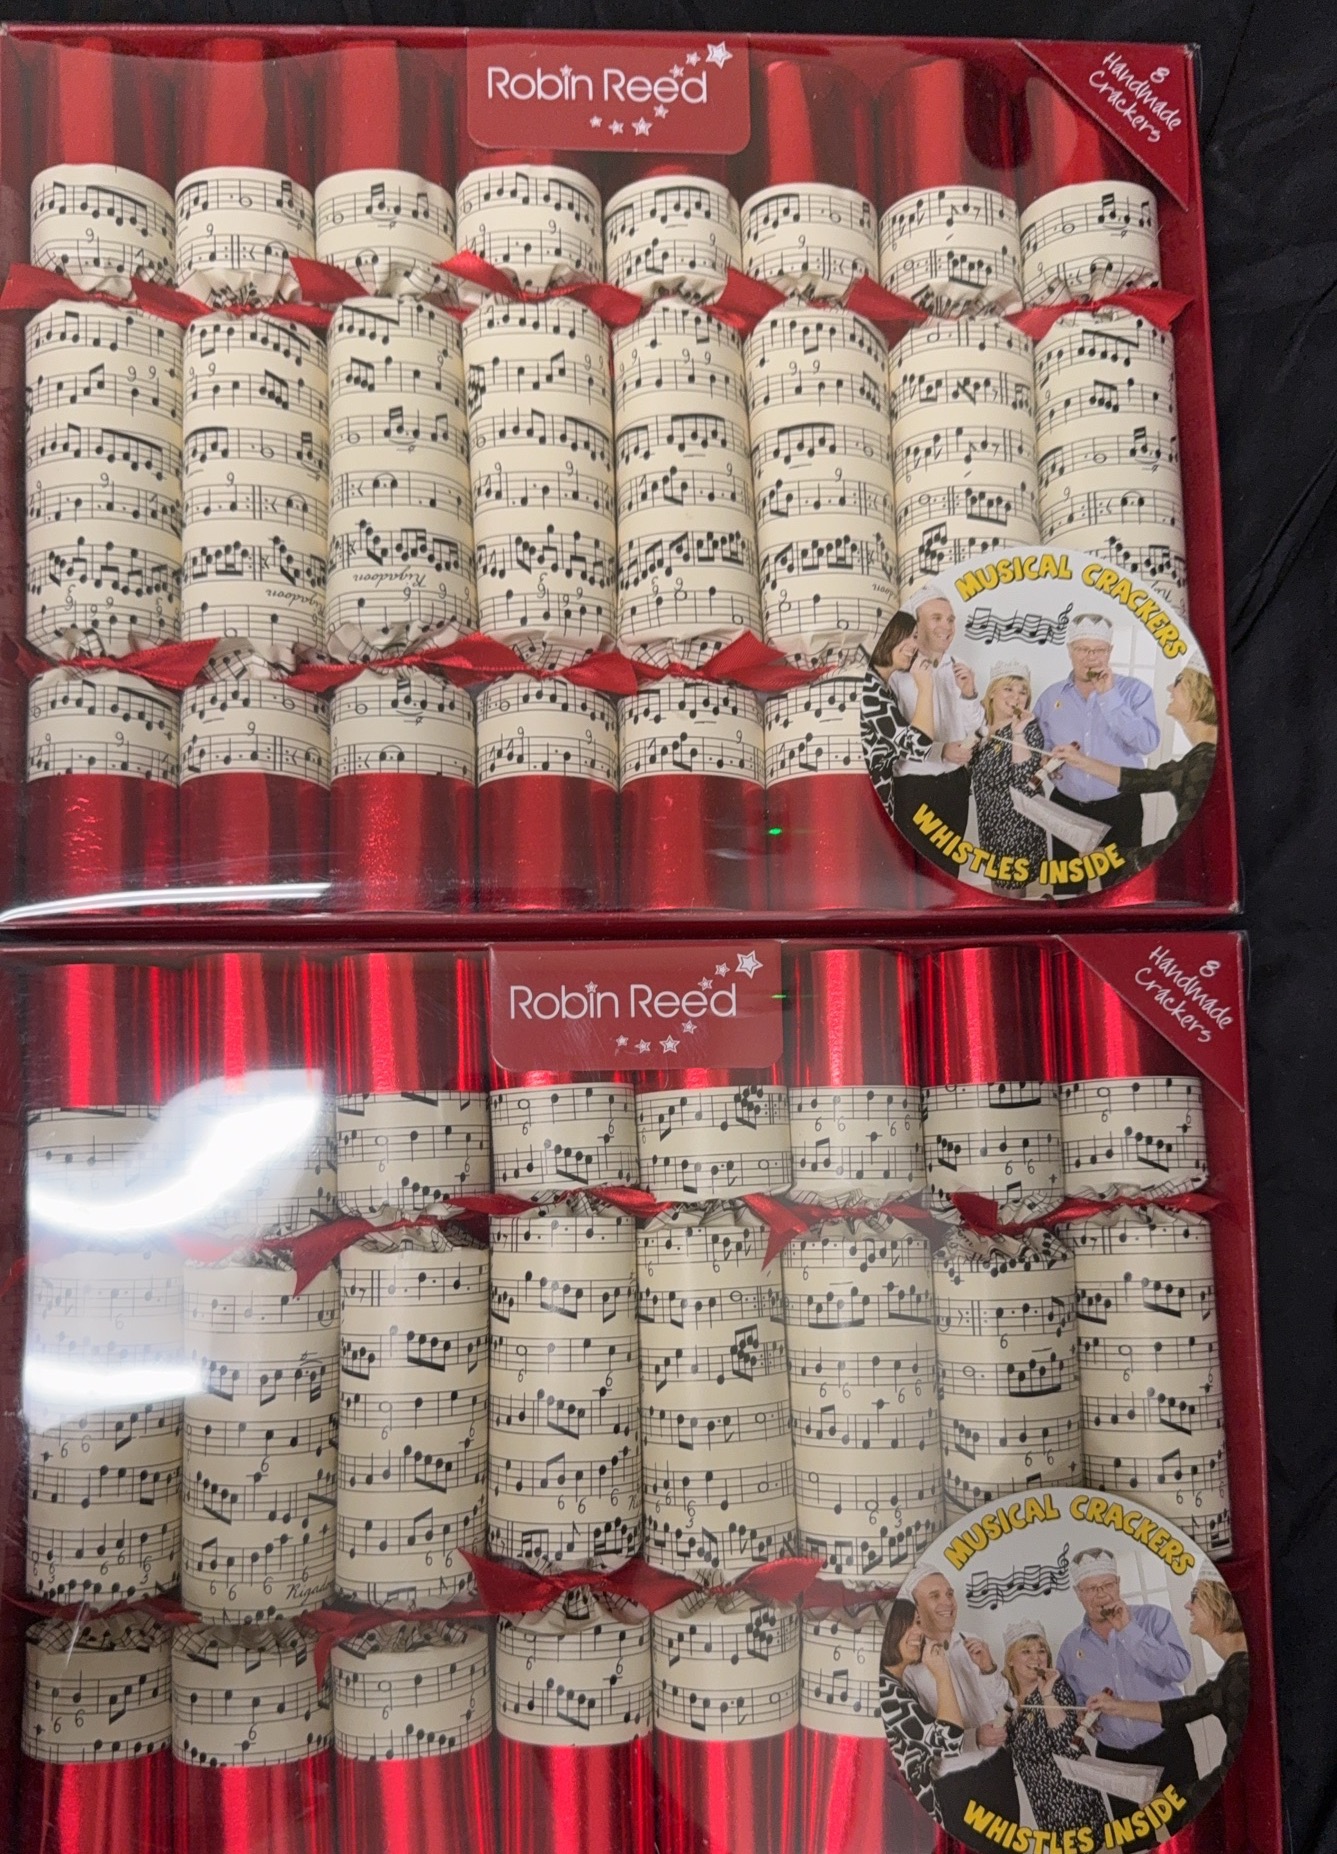 Robin Reed
8
Handmade
Crackers
Rigadoon
MUSICAL CRACKERS
WHISTLES INSIDE
Robin Reed
8
Handmade
Crackers
MUSICAL CRACKERS
WHISTLES INSIDE